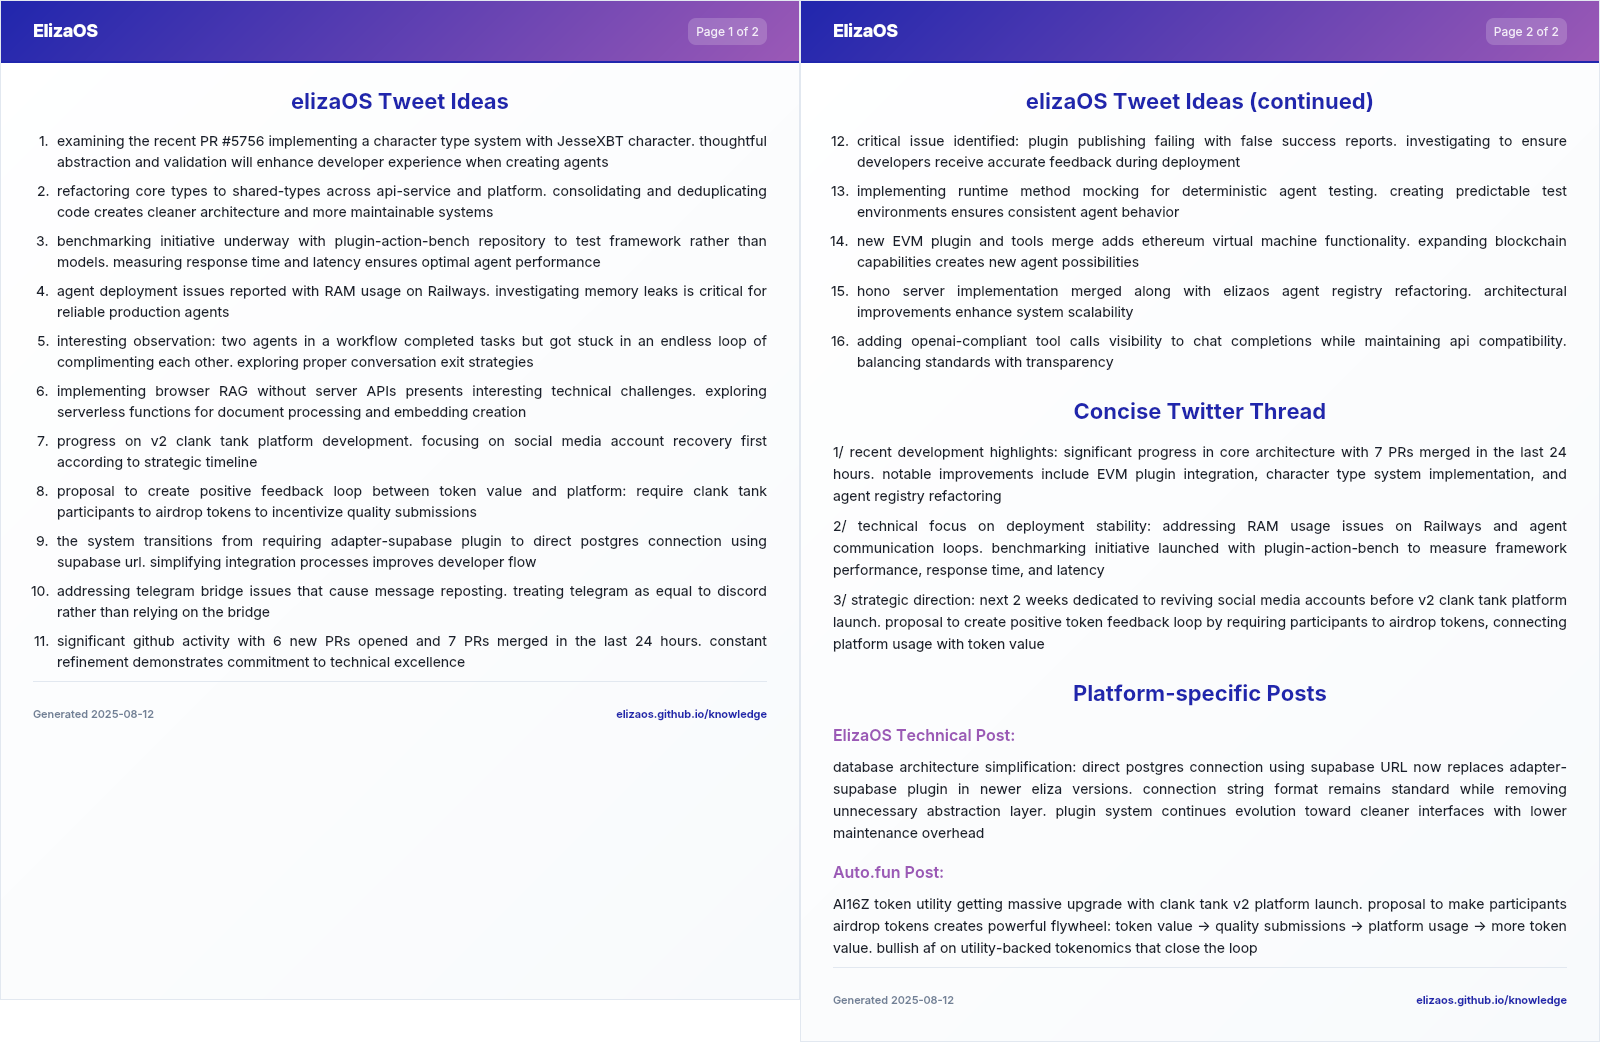 ElizaOS
Page 1 of 2
elizaOS Tweet Ideas
1. examining the recent PR #5756 implementing a character type system with JesseXBT character. thoughtful
abstraction and validation will enhance developer experience when creating agents
2. refactoring core types to shared-types across api-service and platform. consolidating and deduplicating
code creates cleaner architecture and more maintainable systems
3. benchmarking initiative underway with plugin-action-bench repository to test framework rather than
models. measuring response time and latency ensures optimal agent performance
4. agent deployment issues reported with RAM usage on Railways. investigating memory leaks is critical for
reliable production agents
5. interesting observation: two agents in a workflow completed tasks but got stuck in an endless loop of
complimenting each other. exploring proper conversation exit strategies
6. implementing browser RAG without server APIs presents interesting technical challenges. exploring
serverless functions for document processing and embedding creation
7. progress on v2 clank tank platform development. focusing on social media account recovery first
according to strategic timeline
8. proposal to create positive feedback loop between token value and platform: require clank tank
participants to airdrop tokens to incentivize quality submissions
9. the system transitions from requiring adapter-supabase plugin to direct postgres connection using
supabase url. simplifying integration processes improves developer flow
10. addressing telegram bridge issues that cause message reposting. treating telegram as equal to discord
rather than relying on the bridge
11. significant github activity with 6 new PRs opened and 7 PRs merged in the last 24 hours. constant
refinement demonstrates commitment to technical excellence
Generated 2025-08-12
elizaos.github.io/knowledge
ElizaOS
Page 2 of 2
elizaOS Tweet Ideas (continued)
12. critical issue identified: plugin publishing failing with false success reports. investigating to ensure
developers receive accurate feedback during deployment
13. implementing runtime method mocking for deterministic agent testing. creating predictable test
environments ensures consistent agent behavior
14. new EVM plugin and tools merge adds ethereum virtual machine functionality. expanding blockchain
capabilities creates new agent possibilities
15. hono server implementation merged along with elizaos agent registry refactoring. architectural
improvements enhance system scalability
16. adding openai-compliant tool calls visibility to chat completions while maintaining api compatibility.
balancing standards with transparency
Concise Twitter Thread
1/ recent development highlights: significant progress in core architecture with 7 PRs merged in the last 24
hours. notable improvements include EVM plugin integration, character type system implementation, and
agent registry refactoring
2/ technical focus on deployment stability: addressing RAM usage issues on Railways and agent
communication loops. benchmarking initiative launched with plugin-action-bench to measure framework
performance, response time, and latency
3/ strategic direction: next 2 weeks dedicated to reviving social media accounts before v2 clank tank platform
launch. proposal to create positive token feedback loop by requiring participants to airdrop tokens, connecting
platform usage with token value
Platform-specific Posts
ElizaOS Technical Post:
database architecture simplification: direct postgres connection using supabase URL now replaces adapter-
supabase plugin in newer eliza versions. connection string format remains standard while removing
unnecessary abstraction layer. plugin system continues evolution toward cleaner interfaces with lower
maintenance overhead
Auto.fun Post:
AI16Z token utility getting massive upgrade with clank tank v2 platform launch. proposal to make participants
airdrop tokens creates powerful flywheel: token value → quality submissions → platform usage → more token
value. bullish af on utility-backed tokenomics that close the loop
Generated 2025-08-12
elizaos.github.io/knowledge